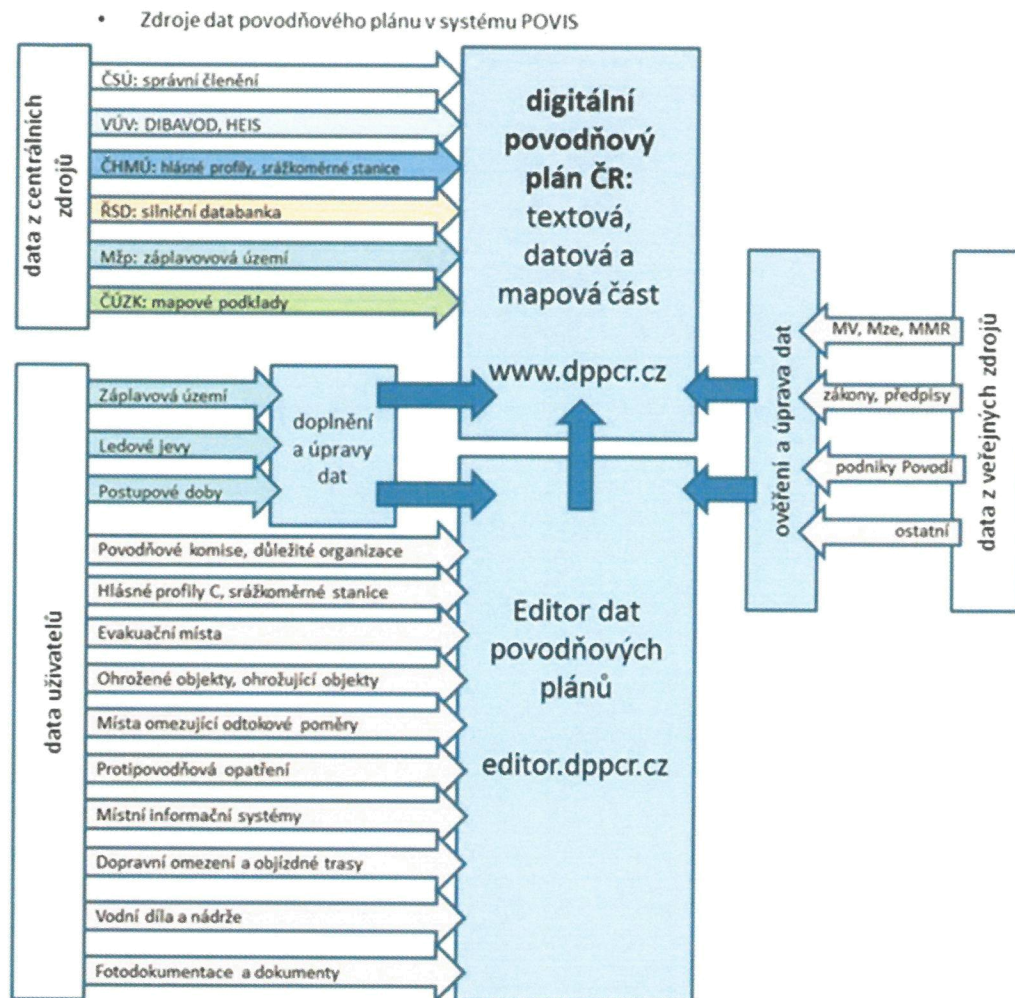 • Zdroje dat povodňového plánu v systému POVIS
data z centrálních
zdrojů
ČSÚ: správní členění
VÚV: DIBAVOD, HEIS
ČHMÚ: hlásné profily, srážkoměrné stanice
ŘSD: silniční databanka
Mžp: záplavovová území
ČÚZK: mapové podklady
digitální
povodňový
plán ČR:
textová,
datová a
mapová část
www.dppcr.cz
data uživatelů
Záplavová území
Ledové jevy
Postupové doby
doplnění
a úpravy
dat
Povodňové komise, důležité organizace
Hlásné profily C, srážkoměrné stanice
Evakuační místa
Ohrožené objekty, ohrožující objekty
Místa omezující odtokové poměry
Protipovodňová opatření
Místní informační systémy
Dopravní omezení a objízdné trasy
Vodní díla a nádrže
Fotodokumentace a dokumenty
Editor dat
povodňových
plánů
editor.dppcr.cz
ověření a úprava dat
MV, Mze, MMR
zákony, předpisy
podniky Povodí
ostatní
data z veřejných zdrojů